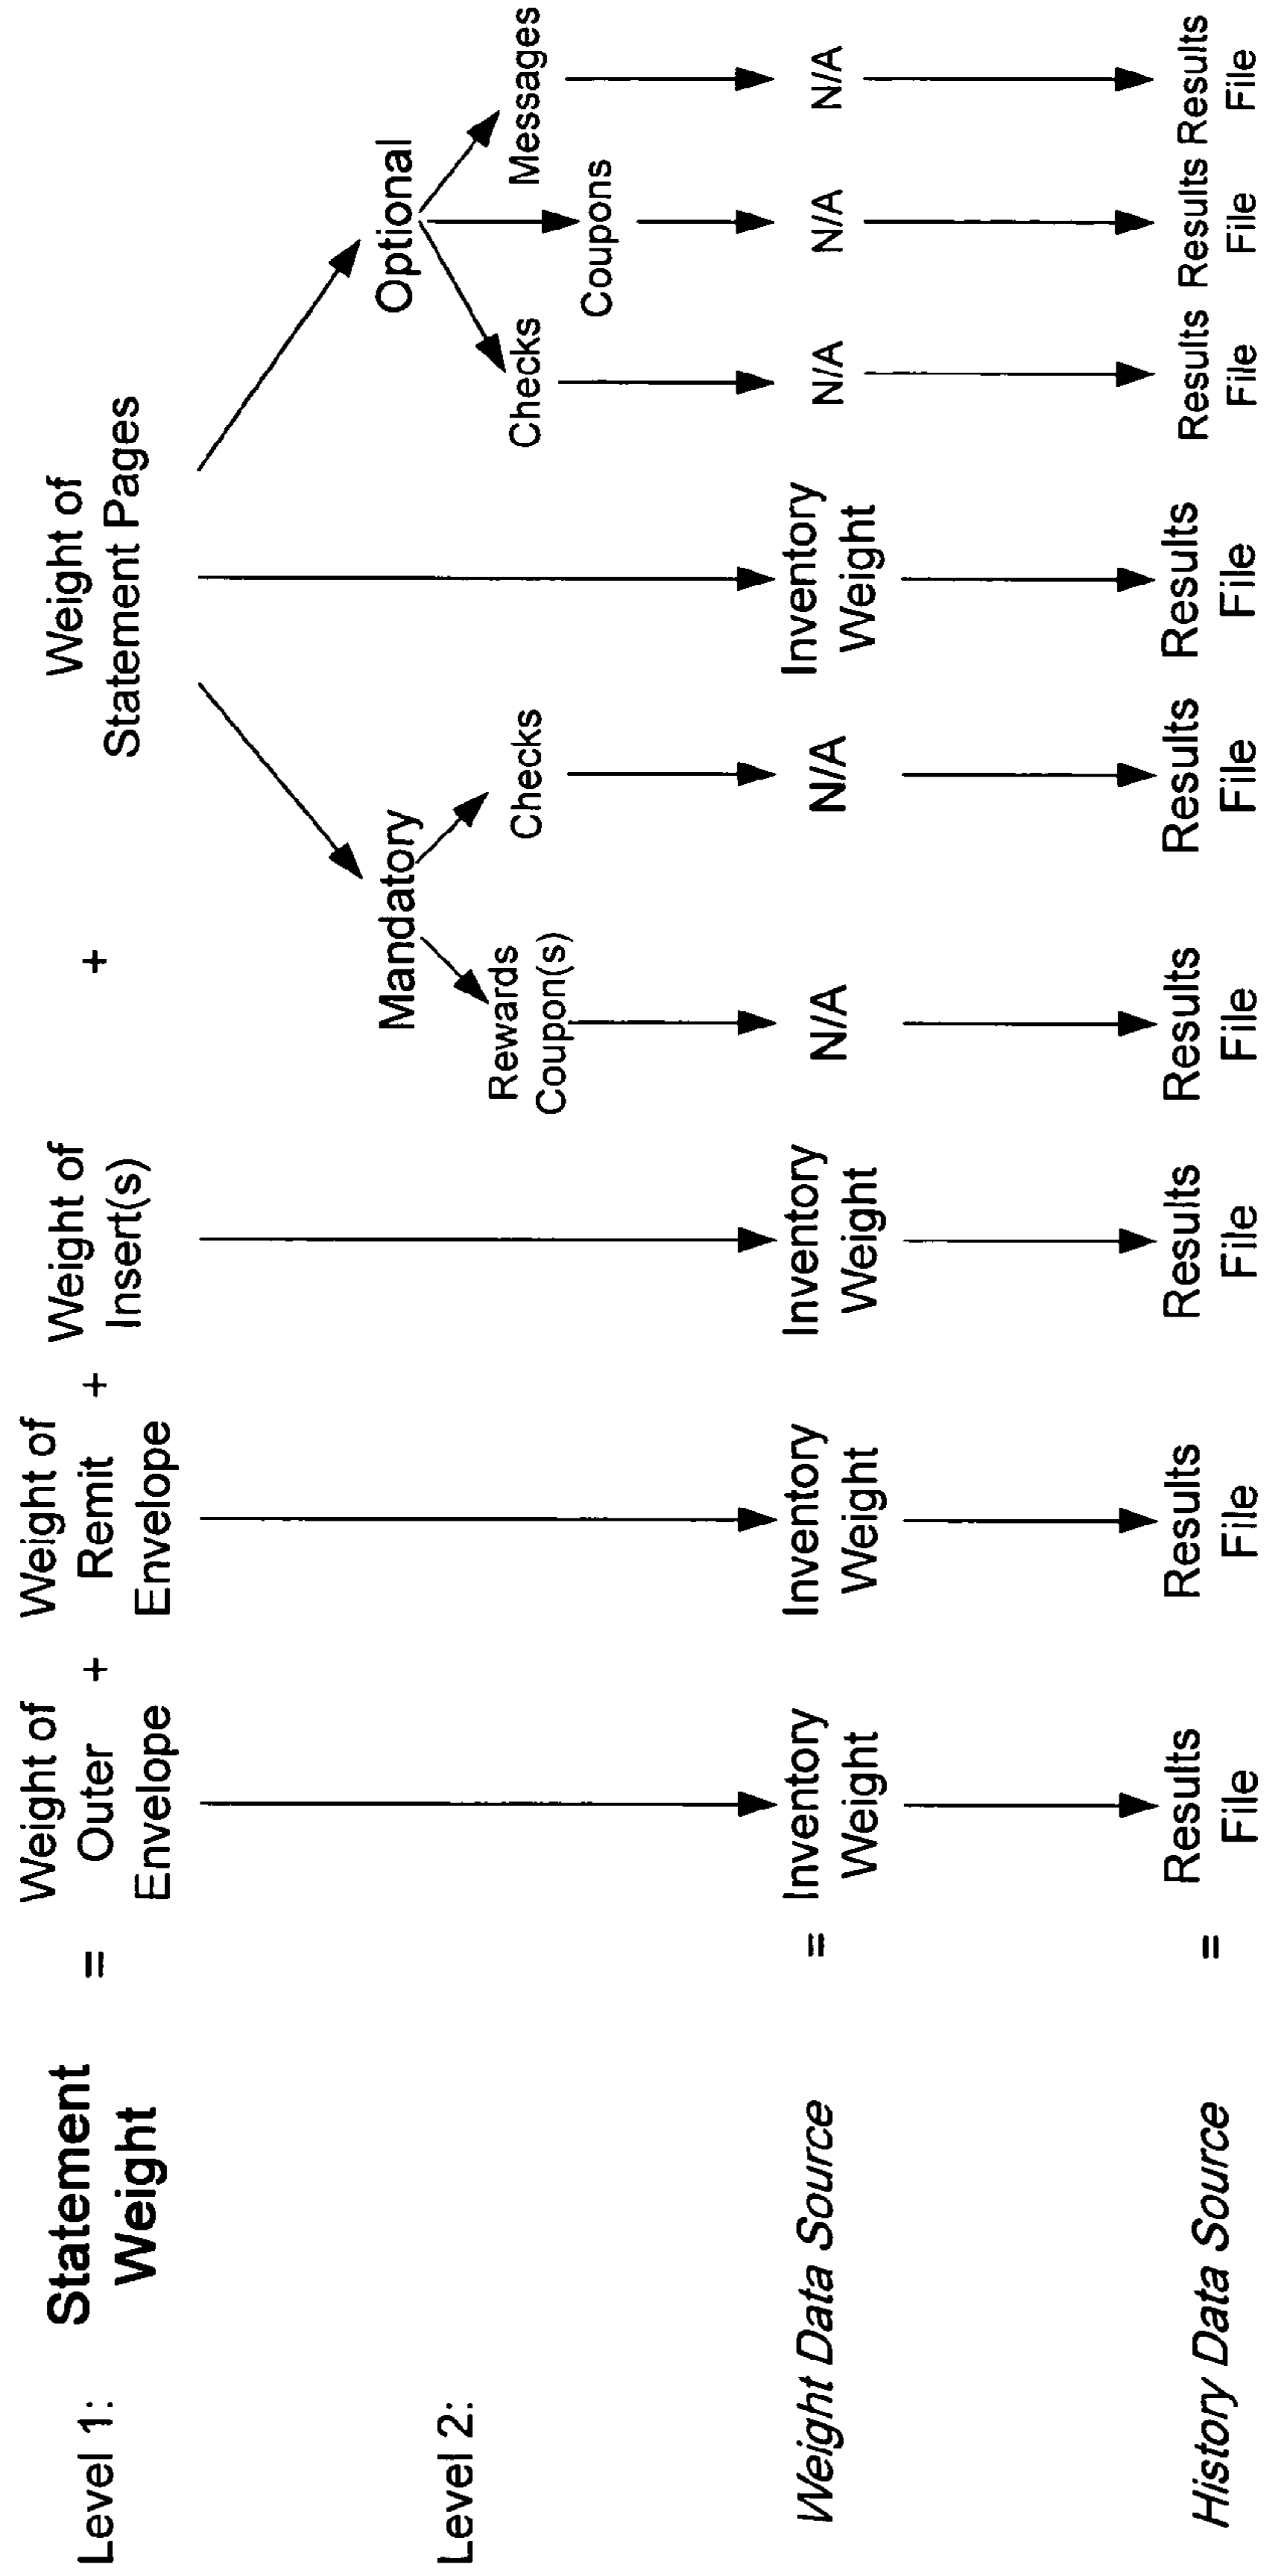 Level 1:
Statement
Weight
=
Weight of
Outer
Envelope
+
Weight of
Remit
Envelope
+
Weight of
Insert(s)
+
Weight of
Statement Pages
Level 2:
Mandatory
Optional
Rewards
Coupon(s)
Checks
Checks
Coupons
Messages
Weight Data Source
=
Inventory
Weight
Inventory
Weight
Inventory
Weight
N/A
N/A
Inventory
Weight
N/A
N/A
N/A
History Data Source
=
Results
File
Results
File
Results
File
Results
File
Results
File
Results
File
Results
File
Results
File
Results
File